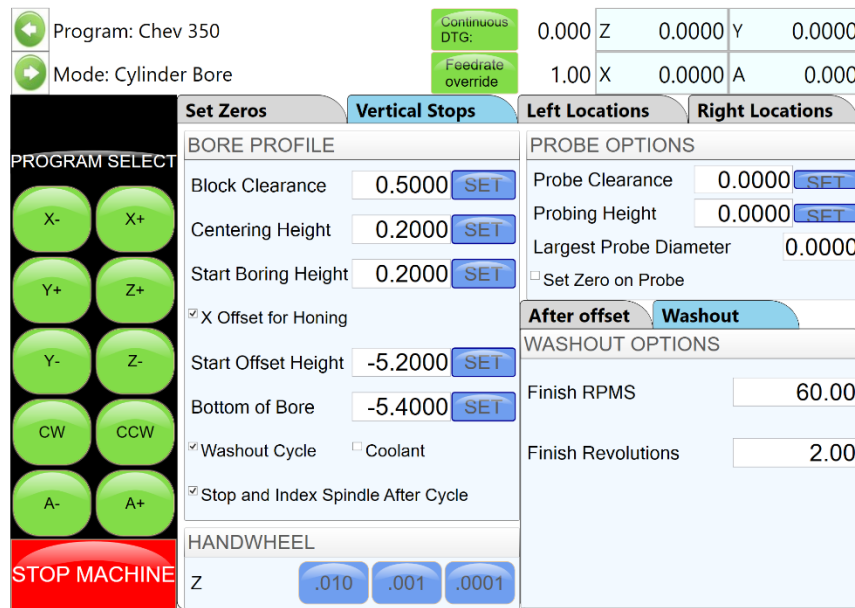 Program: Chev 350
Continuous DTG:
0.000 Z 0.0000 Y 0.0000
Mode: Cylinder Bore
Feedrate override
1.00 X 0.0000 A 0.000
PROGRAM SELECT
X- X+
Y+ Z+
Y- Z-
CW CCW
A- A+
STOP MACHINE
Set Zeros Vertical Stops Left Locations Right Locations
BORE PROFILE
Block Clearance 0.5000 SET
Centering Height 0.2000 SET
Start Boring Height 0.2000 SET
X Offset for Honing
Start Offset Height -5.2000 SET
Bottom of Bore -5.4000 SET
Washout Cycle Coolant
Stop and Index Spindle After Cycle
HANDWHEEL
Z .010 .001 .0001
PROBE OPTIONS
Probe Clearance 0.0000 SET
Probing Height 0.0000 SET
Largest Probe Diameter 0.0000
Set Zero on Probe
After offset Washout
WASHOUT OPTIONS
Finish RPMS 60.00
Finish Revolutions 2.00